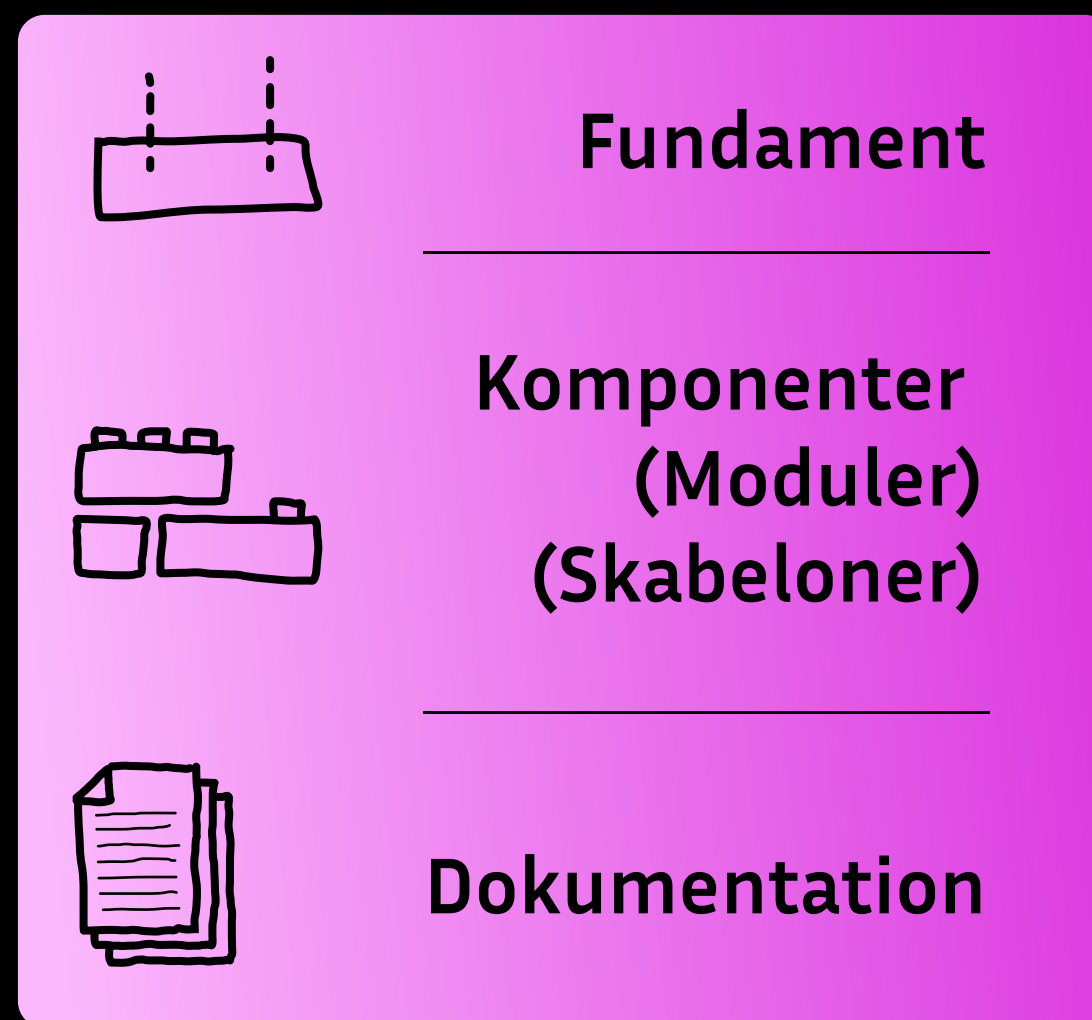 Fundament
Komponenter
(Moduler)
(Skabeloner)
Dokumentation